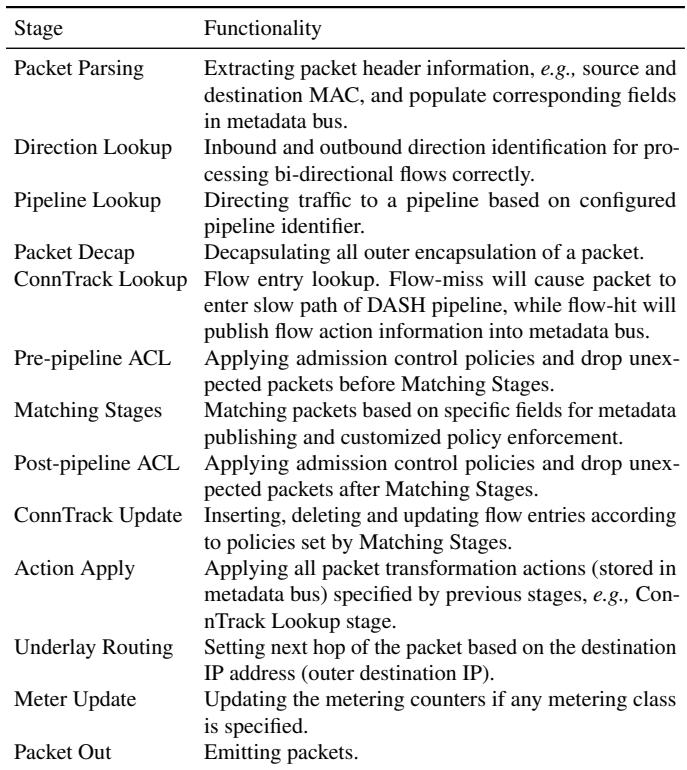 Stage Functionality
Packet Parsing Extracting packet header information, e.g., source and
destination MAC, and populate corresponding fields
in metadata bus.
Direction Lookup Inbound and outbound direction identification for pro-
cessing bi-directional flows correctly.
Pipeline Lookup Directing traffic to a pipeline based on configured
pipeline identifier.
Packet Decap Decapsulating all outer encapsulation of a packet.
ConnTrack Lookup Flow entry lookup. Flow-miss will cause packet to
enter slow path of DASH pipeline, while flow-hit will
publish flow action information into metadata bus.
Pre-pipeline ACL Applying admission control policies and drop unex-
pected packets before Matching Stages.
Matching Stages Matching packets based on specific fields for metadata
publishing and customized policy enforcement.
Post-pipeline ACL Applying admission control policies and drop unex-
pected packets after Matching Stages.
ConnTrack Update Inserting, deleting and updating flow entries according
to policies set by Matching Stages.
Action Apply Applying all packet transformation actions (stored in
metadata bus) specified by previous stages, e.g., Con-
nTrack Lookup stage.
Underlay Routing Setting next hop of the packet based on the destination
IP address (outer destination IP).
Meter Update Updating the metering counters if any metering class
is specified.
Packet Out Emitting packets.